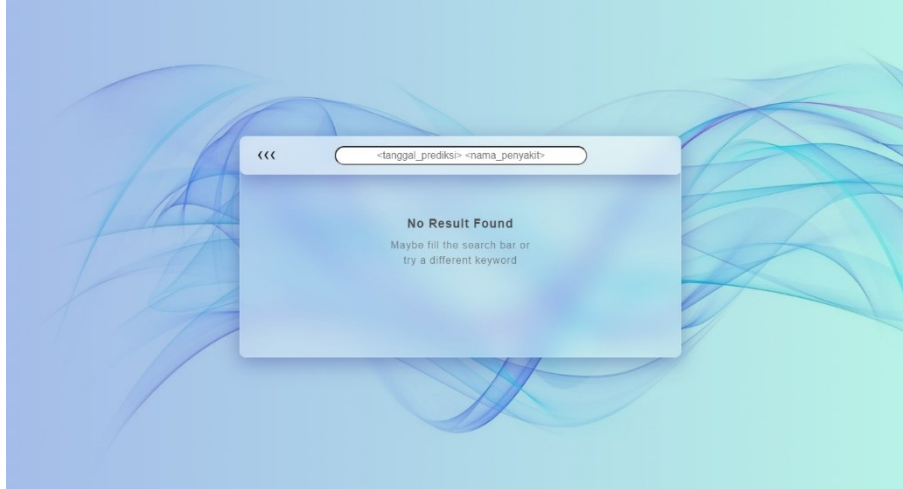 ❮❮❮
<tanggal_prediksi> <nama_penyakit>
No Result Found
Maybe fill the search bar or
try a different keyword